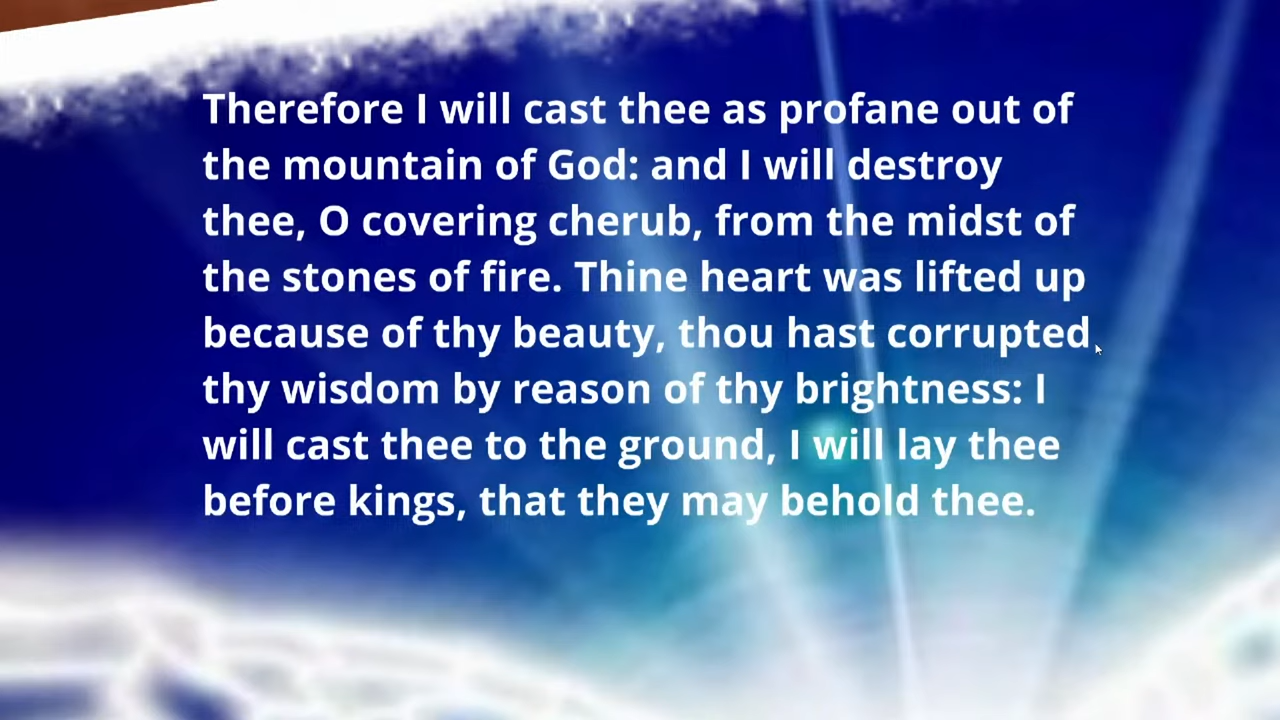 Therefore I will cast thee as profane out of
the mountain of God: and I will destroy
thee, O covering cherub, from the midst of
the stones of fire. Thine heart was lifted up
because of thy beauty, thou hast corrupted
thy wisdom by reason of thy brightness: I
will cast thee to the ground, I will lay thee
before kings, that they may behold thee.